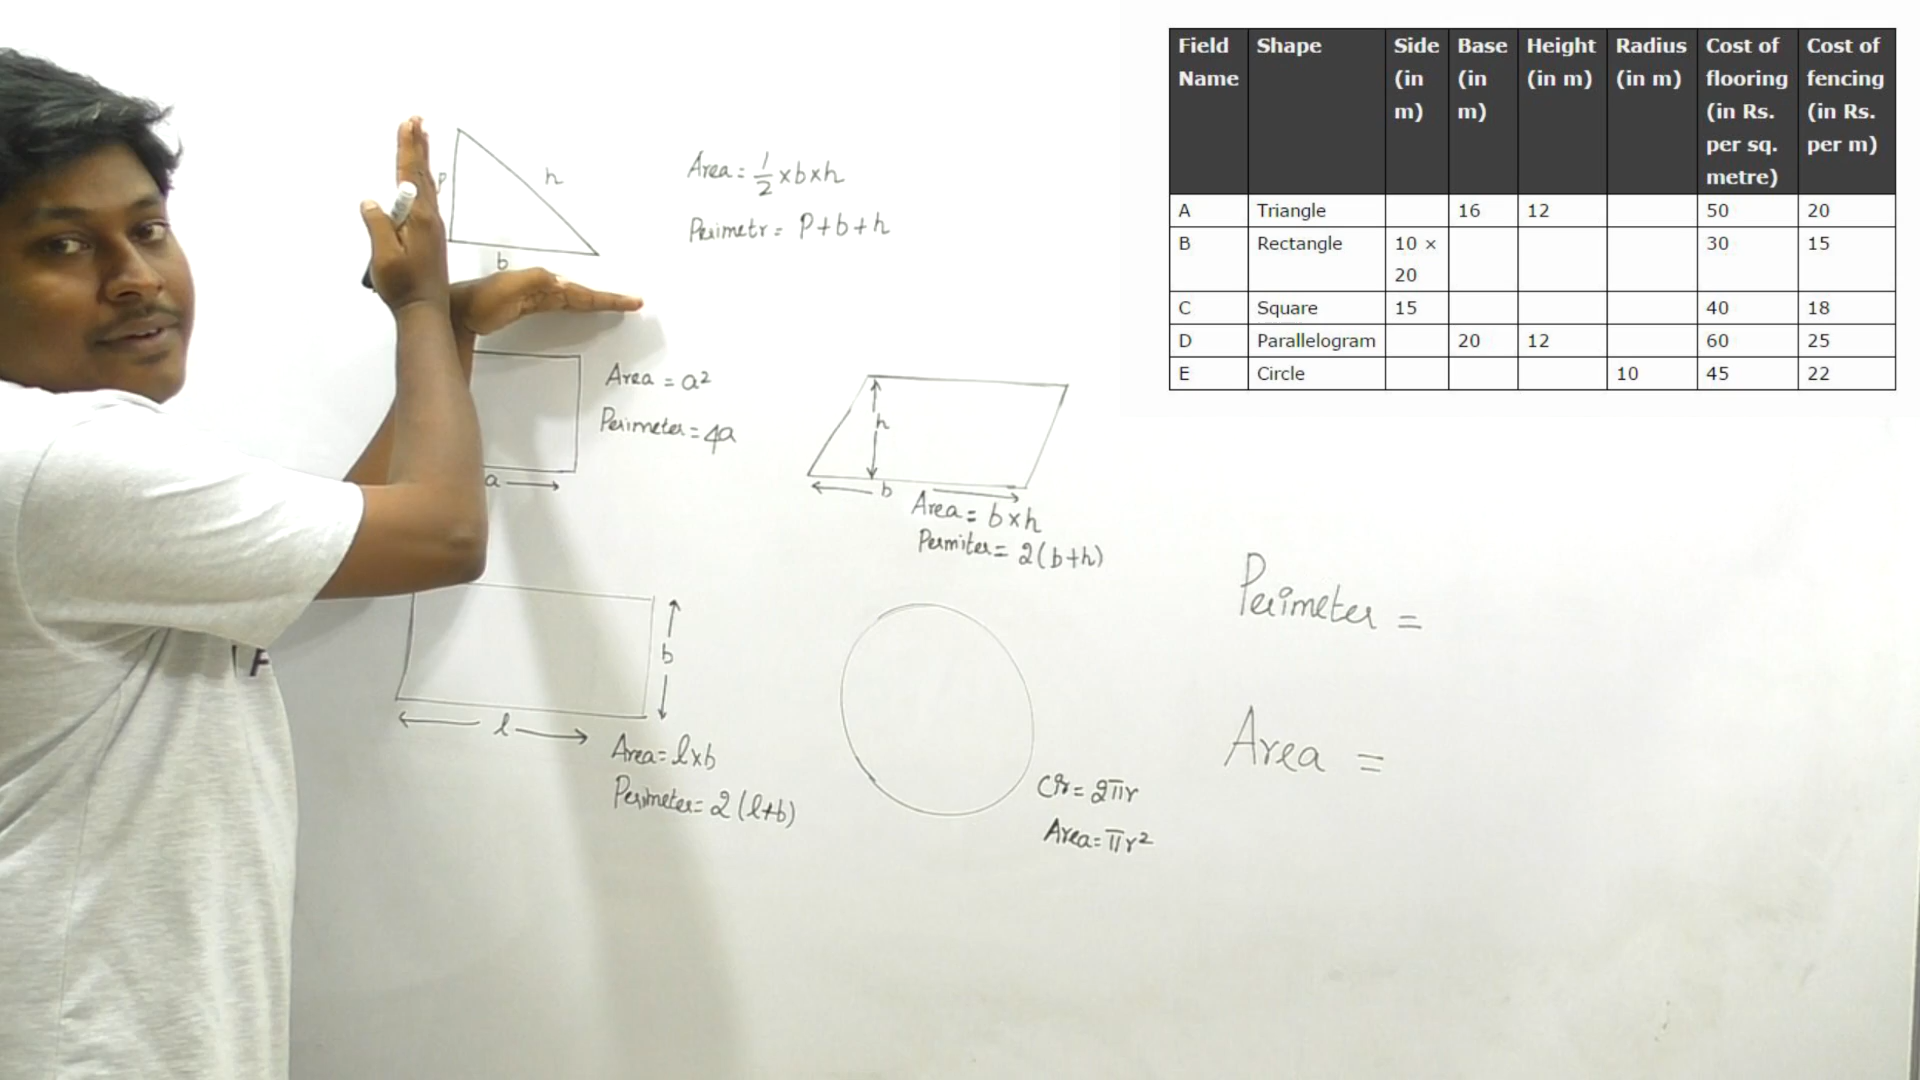 p
h
b
Area = 1/2 ×b×h
Perimetr = P+b+h
Area = a²
Perimeter = 4a
a
h
b
Area = b×h
Permiter = 2(b+h)
b
l
Area = l×b
Perimeter = 2(l+b)
Cr = 2πr
Area = πr²
Perimeter =
Area =
Field Name Shape Side (in m) Base (in m) Height (in m) Radius (in m) Cost of flooring (in Rs. per sq. metre) Cost of fencing (in Rs. per m)
A Triangle 16 12 50 20
B Rectangle 10 × 20 30 15
C Square 15 40 18
D Parallelogram 20 12 60 25
E Circle 10 45 22